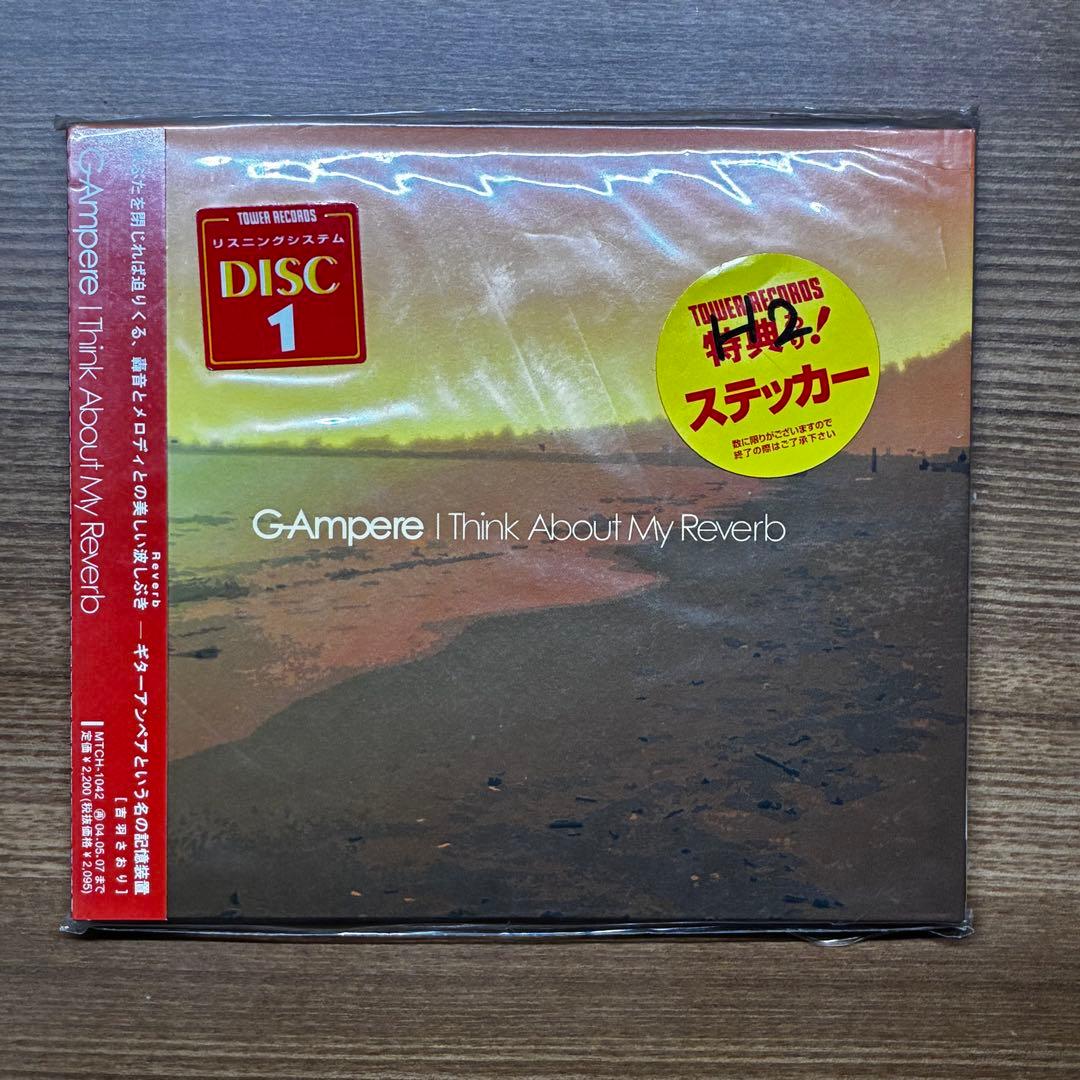 G-Ampere I Think About My Reverb
ぶたを閉じれば迫りくる、轟音とメロディとの美しい波しぶき ─ ギターアンペアという名の記憶装置
Reverb
[吉羽さおり]
MTCH-1042 再 04.05.07まで
定価¥2,200(税抜価格¥2,095)
TOWER RECORDS
リスニングシステム
DISC
1
TOWER RECORDS
H2
特典
!
ステッカー
数に限りがございますので
終了の際はご了承下さい
G-Ampere I Think About My Reverb